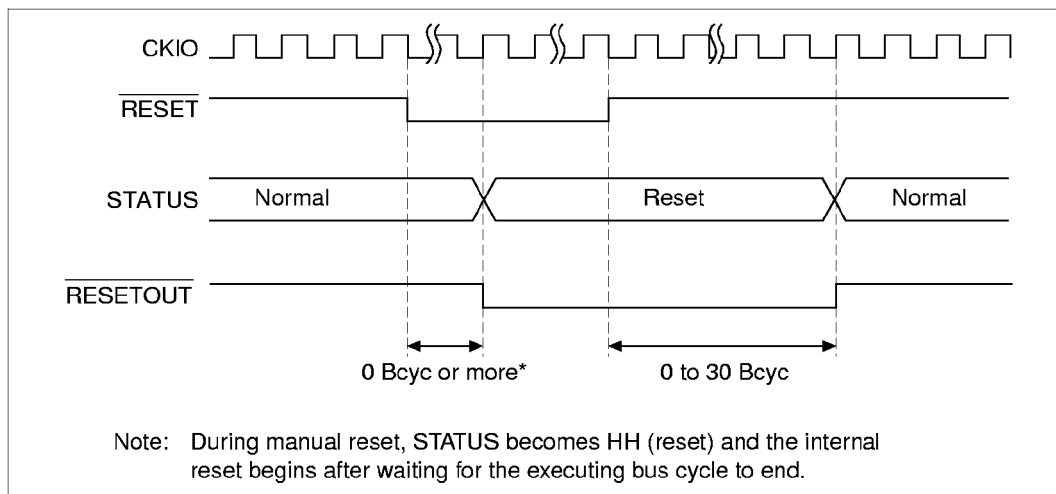 CKIO
RESET
STATUS
Normal
Reset
Normal
RESETOUT
0 Bcyc or more*
0 to 30 Bcyc
Note: During manual reset, STATUS becomes HH (reset) and the internal
reset begins after waiting for the executing bus cycle to end.